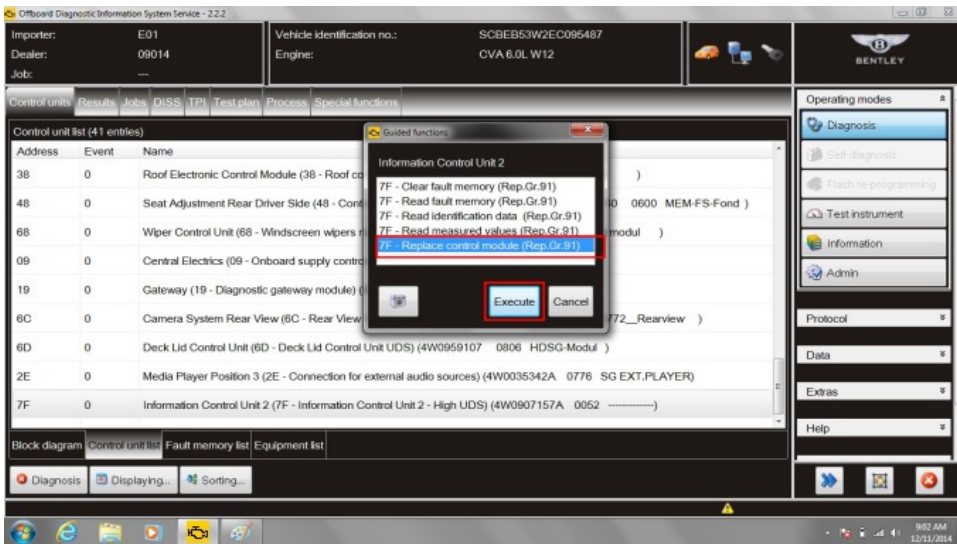 Offboard Diagnostic Information System Service - 2.2.2
Importer: E01
Dealer: 09014
Job: ---
Vehicle identification no.: SCBEB53W2EC095487
Engine: CVA 6.0L W12
BENTLEY
Control units Results Jobs DISS TPI Test plan Process Special functions
Control unit list (41 entries)
Address Event Name
38 0 Roof Electronic Control Module (38 - Roof co )
48 0 Seat Adjustment Rear Driver Side (48 - Cont 0600 MEM-FS-Fond )
68 0 Wiper Control Unit (68 - Windscreen wipers modul )
09 0 Central Electrics (09 - Onboard supply contro
19 0 Gateway (19 - Diagnostic gateway module) (
6C 0 Camera System Rear View (6C - Rear View 772__Rearview )
6D 0 Deck Lid Control Unit (6D - Deck Lid Control Unit UDS) (4W0959107 0806 HDSG-Modul )
2E 0 Media Player Position 3 (2E - Connection for external audio sources) (4W0035342A 0776 SG EXT.PLAYER)
7F 0 Information Control Unit 2 (7F - Information Control Unit 2 - High UDS) (4W0907157A 0052 -------------)
Guided functions
Information Control Unit 2
7F - Clear fault memory (Rep.Gr.91)
7F - Read fault memory (Rep.Gr.91)
7F - Read identification data (Rep.Gr.91)
7F - Read measured values (Rep.Gr.91)
7F - Replace control module (Rep.Gr.91)
Execute Cancel
Block diagram Control unit list Fault memory list Equipment list
Diagnosis Displaying... Sorting...
Operating modes
Diagnosis
Self-diagnosis
Flash re-programming
Test instrument
Information
Admin
Protocol
Data
Extras
Help
9:02 AM
12/11/2014